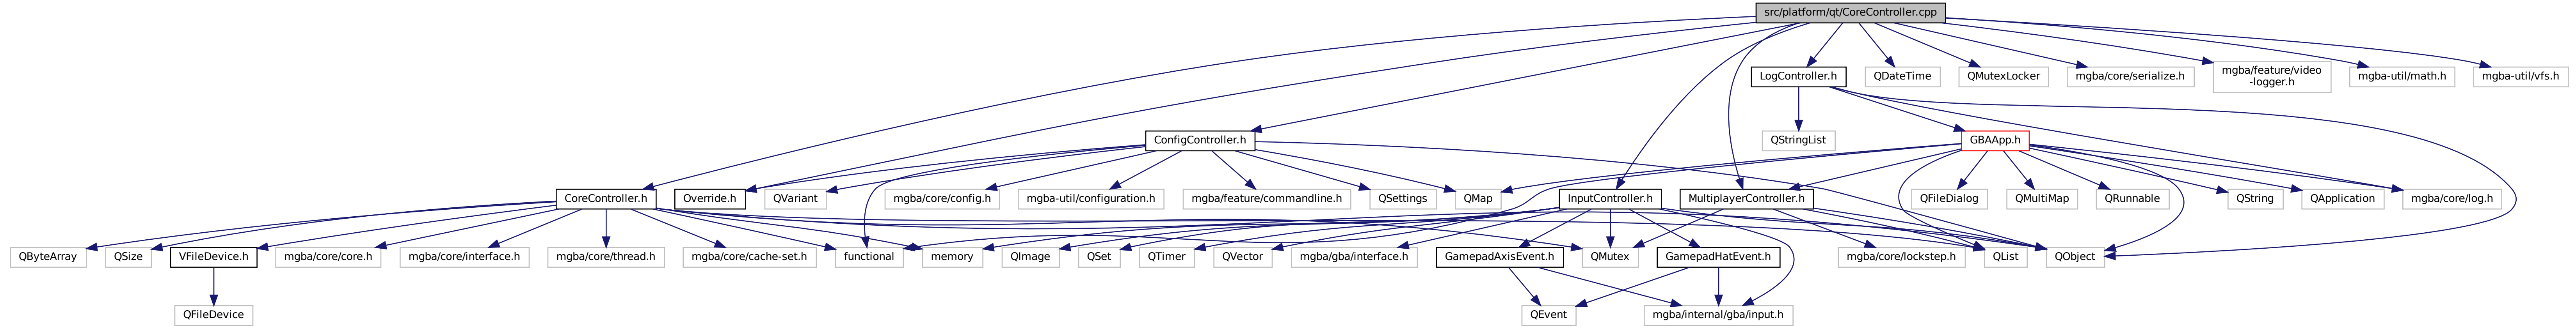 src/platform/qt/CoreController.cpp
LogController.h
QDateTime
QMutexLocker
mgba/core/serialize.h
mgba/feature/video
-logger.h
mgba-util/math.h
mgba-util/vfs.h
ConfigController.h
QStringList
GBAApp.h
CoreController.h
Override.h
QVariant
mgba/core/config.h
mgba-util/configuration.h
mgba/feature/commandline.h
QSettings
QMap
InputController.h
MultiplayerController.h
QFileDialog
QMultiMap
QRunnable
QString
QApplication
mgba/core/log.h
QByteArray
QSize
VFileDevice.h
mgba/core/core.h
mgba/core/interface.h
mgba/core/thread.h
mgba/core/cache-set.h
functional
memory
QImage
QSet
QTimer
QVector
mgba/gba/interface.h
GamepadAxisEvent.h
QMutex
GamepadHatEvent.h
mgba/core/lockstep.h
QList
QObject
QFileDevice
QEvent
mgba/internal/gba/input.h